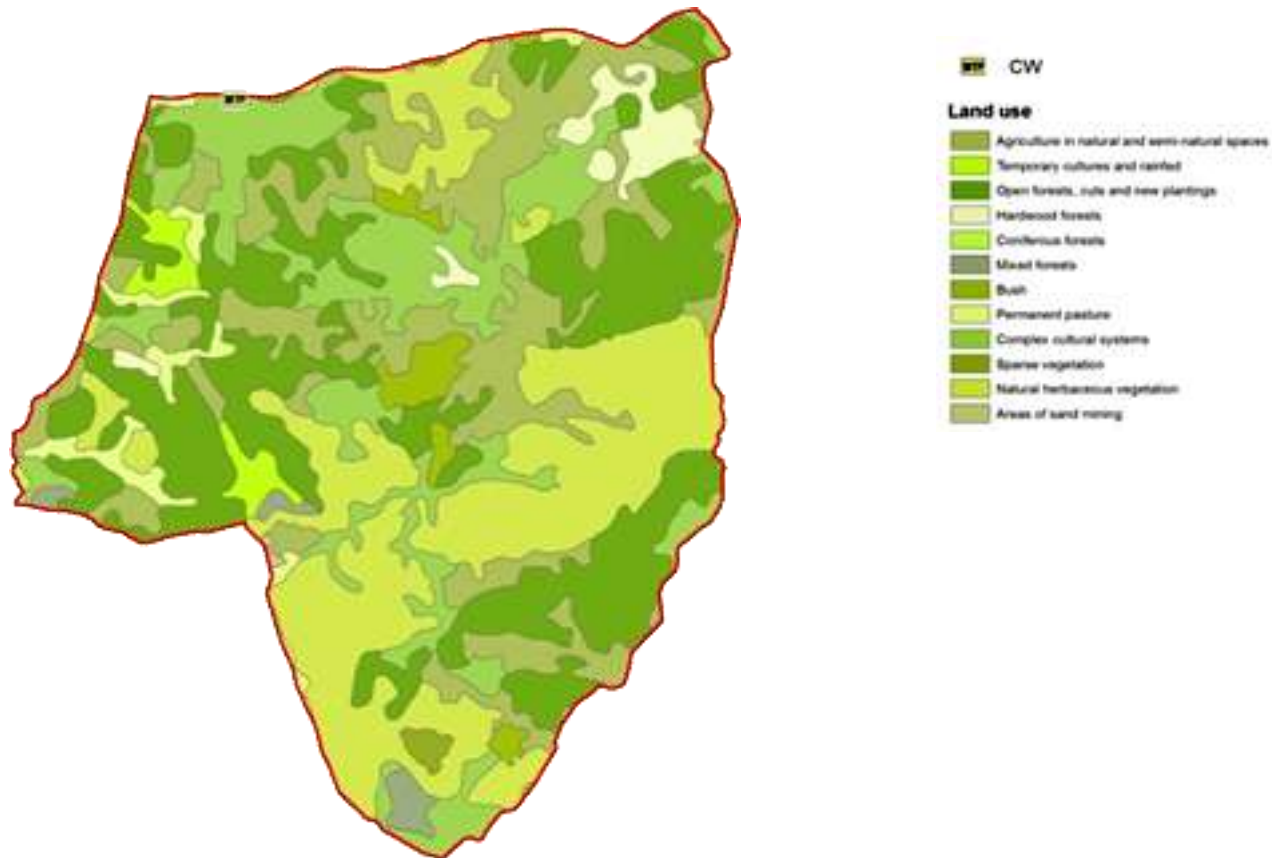 CW
Land use
Agriculture in natural and semi-natural spaces
Temporary cultures and rainfed
Open forests, cuts and new plantings
Hardwood forests
Coniferous forests
Mixed forests
Bush
Permanent pasture
Complex cultural systems
Sparse vegetation
Natural herbaceous vegetation
Areas of sand mining